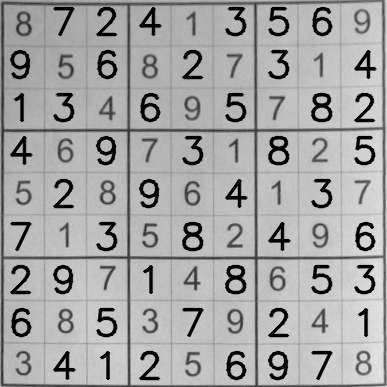 8 7 2 4 1 3 5 6 9
9 5 6 8 2 7 3 1 4
1 3 4 6 9 5 7 8 2
4 6 9 7 3 1 8 2 5
5 2 8 9 6 4 1 3 7
7 1 3 5 8 2 4 9 6
2 9 7 1 4 8 6 5 3
6 8 5 3 7 9 2 4 1
3 4 1 2 5 6 9 7 8